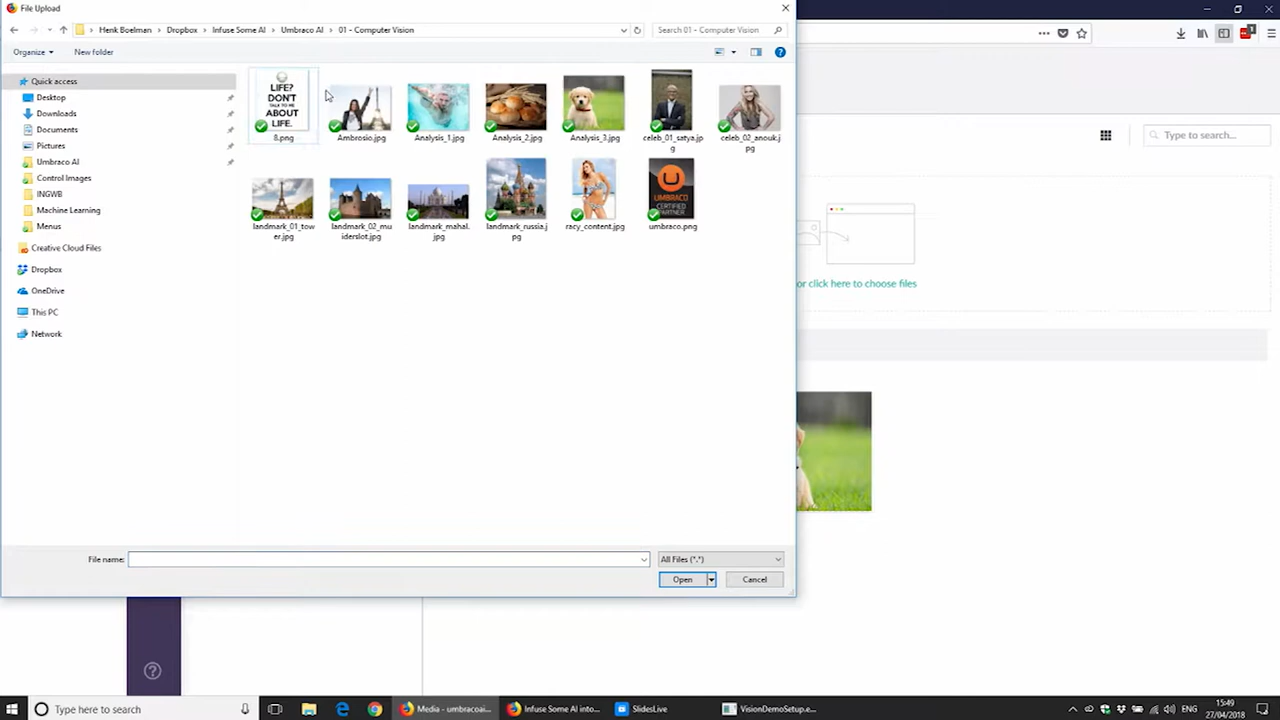 File Upload
Henk Boelman > Dropbox > Infuse Some AI > Umbraco AI > 01 - Computer Vision
Search 01 - Computer Vision
Organize
New folder
Quick access
Desktop
Downloads
Documents
Pictures
Umbraco AI
Control Images
INGWB
Machine Learning
Menus
Creative Cloud Files
Dropbox
OneDrive
This PC
Network
LIFE?
DON'T
TALK TO ME
ABOUT
LIFE.
8.png
Ambrosio.jpg
Analysis_1.jpg
Analysis_2.jpg
Analysis_3.jpg
celeb_01_satya.jpg
celeb_02_anouk.jpg
landmark_01_tower.jpg
landmark_02_muiderslot.jpg
landmark_mahal.jpg
landmark_russia.jpg
racy_content.jpg
UMBRACO
CERTIFIED
PARTNER
umbraco.png
File name:
All Files (*.*)
Open
Cancel
Type to search...
or click here to choose files
Type here to search
Media - umbracoai...
Infuse Some AI into...
SlidesLive
VisionDemoSetup.e...
ENG
15:49
27/04/2018